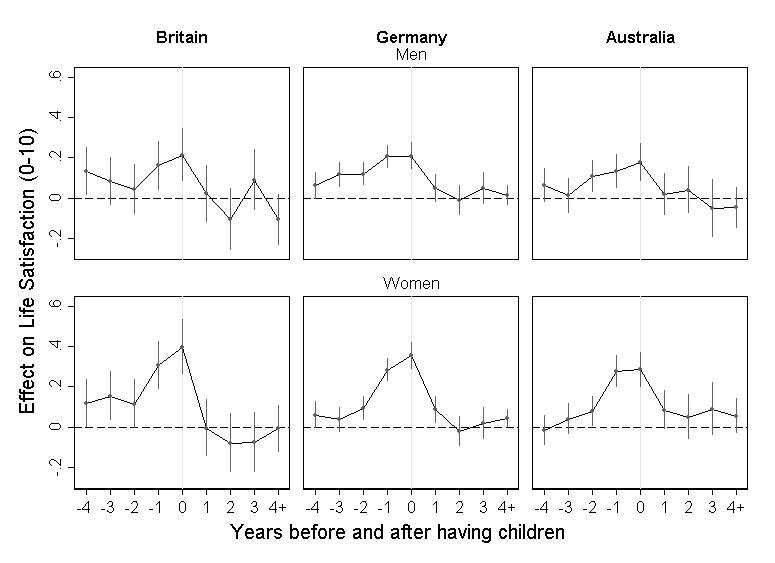 Britain Germany Australia
Men
.6
.4
.2
0
-.2
Women
.6
.4
.2
0
-.2
Effect on Life Satisfaction (0-10)
-4 -3 -2 -1 0 1 2 3 4+ -4 -3 -2 -1 0 1 2 3 4+ -4 -3 -2 -1 0 1 2 3 4+
Years before and after having children